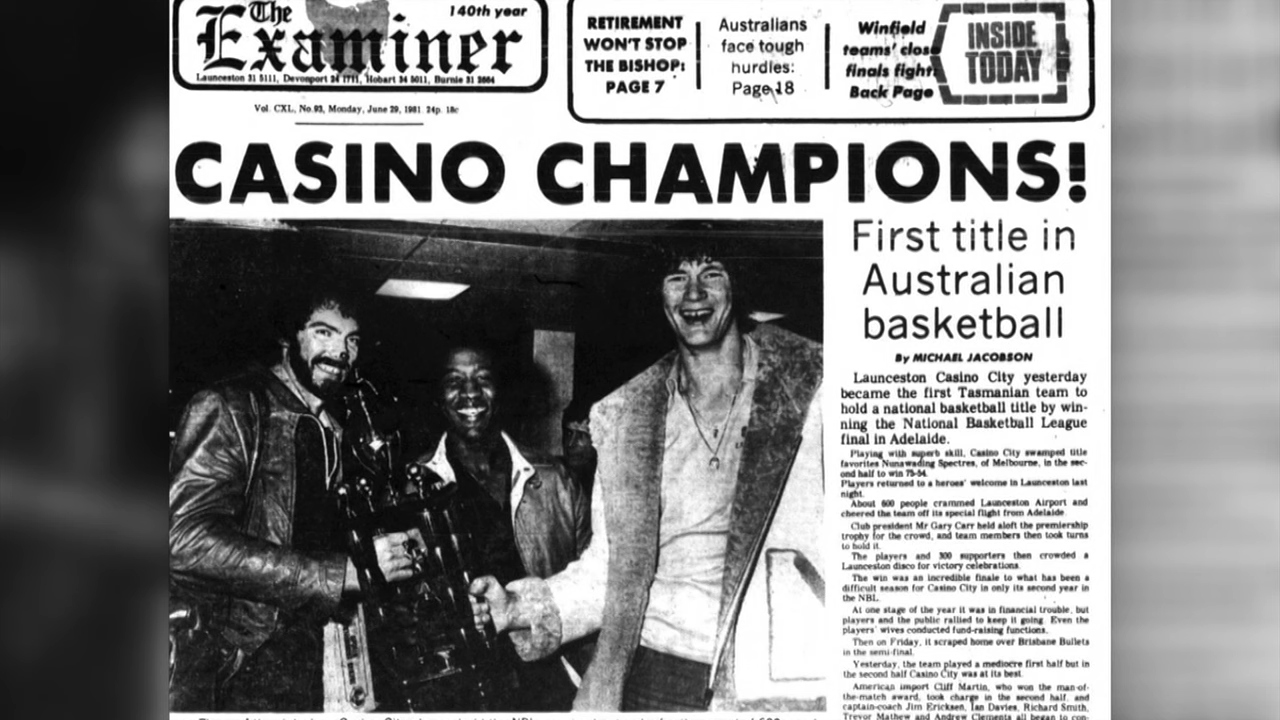 The
Examiner
140th year
Launceston 31 5111, Devonport 24 1711, Hobart 34 5011, Burnie 31 2664
RETIREMENT
WON'T STOP
THE BISHOP:
PAGE 7
Australians
face tough
hurdles:
Page 18
Winfield
teams' close
finals fight:
Back Page
INSIDE
TODAY
Vol. CXL, No. 93, Monday, June 29, 1981. 24p. 18c
CASINO CHAMPIONS!
First title in
Australian
basketball
By MICHAEL JACOBSON
Launceston Casino City yesterday
became the first Tasmanian team to
hold a national basketball title by win-
ning the National Basketball League
final in Adelaide.
Playing with superb skill, Casino City swamped title
favorites Nunawading Spectres, of Melbourne, in the sec-
ond half to win 75-54.
Players returned to a heroes' welcome in Launceston last
night.
About 600 people crammed Launceston Airport and
cheered the team off its special flight from Adelaide.
Club president Mr Gary Carr held aloft the premiership
trophy for the crowd, and team members then took turns
to hold it.
The players and 300 supporters then crowded a
Launceston disco for victory celebrations.
The win was an incredible finale to what has been a
difficult season for Casino City in only its second year in
the NBL.
At one stage of the year it was in financial trouble, but
players and the public rallied to keep it going. Even the
players' wives conducted fund-raising functions.
Then on Friday, it scraped home over Brisbane Bullets
in the semi-final.
Yesterday, the team played a mediocre first half but in
the second half Casino City was at its best.
American import Cliff Martin, who won the man-of-
the-match award, took charge in the second half, and
captain-coach Jim Ericksen, Ian Davies, Richard Smith,
Trevor Mathew and Andrew Clements all began to con-